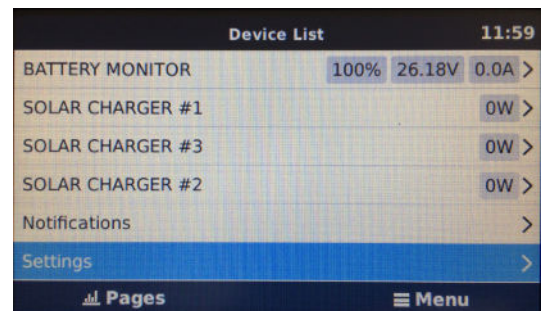 Device List 11:59
BATTERY MONITOR 100% 26.18V 0.0A >
SOLAR CHARGER #1 0W >
SOLAR CHARGER #3 0W >
SOLAR CHARGER #2 0W >
Notifications >
Settings >
Pages Menu